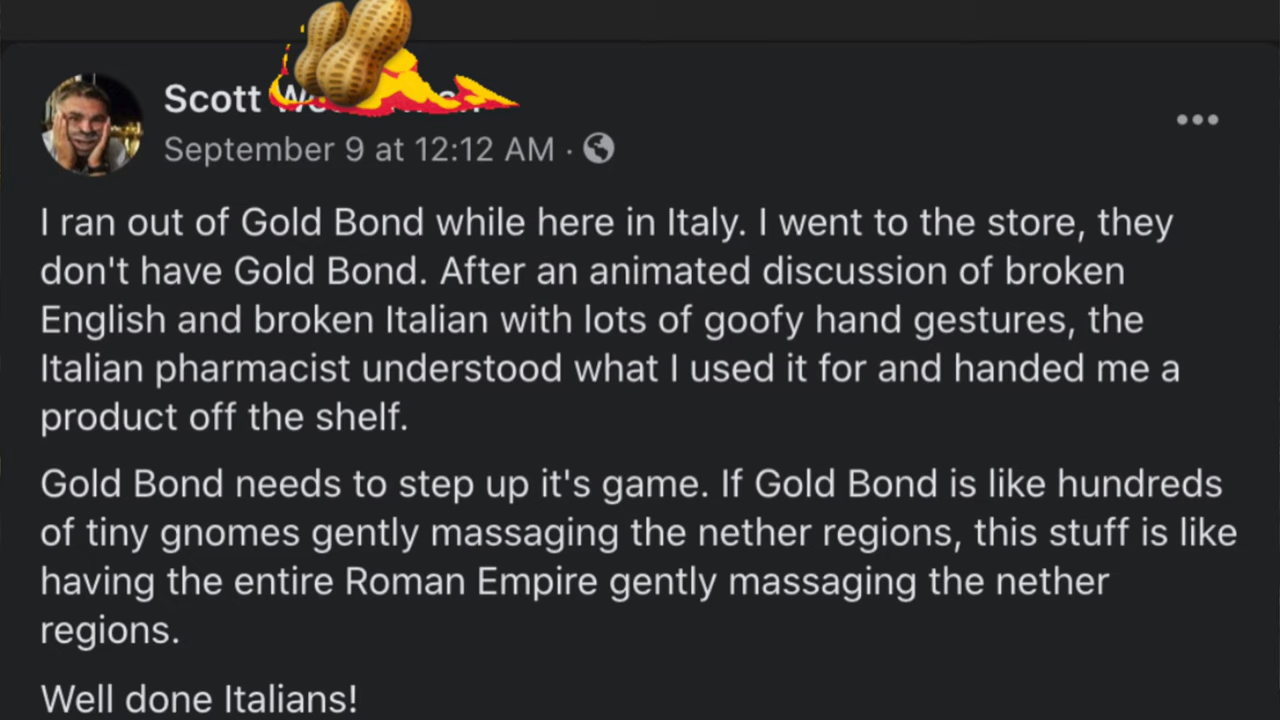 Scott
September 9 at 12:12 AM ·
I ran out of Gold Bond while here in Italy. I went to the store, they
don't have Gold Bond. After an animated discussion of broken
English and broken Italian with lots of goofy hand gestures, the
Italian pharmacist understood what I used it for and handed me a
product off the shelf.
Gold Bond needs to step up it's game. If Gold Bond is like hundreds
of tiny gnomes gently massaging the nether regions, this stuff is like
having the entire Roman Empire gently massaging the nether
regions.
Well done Italians!